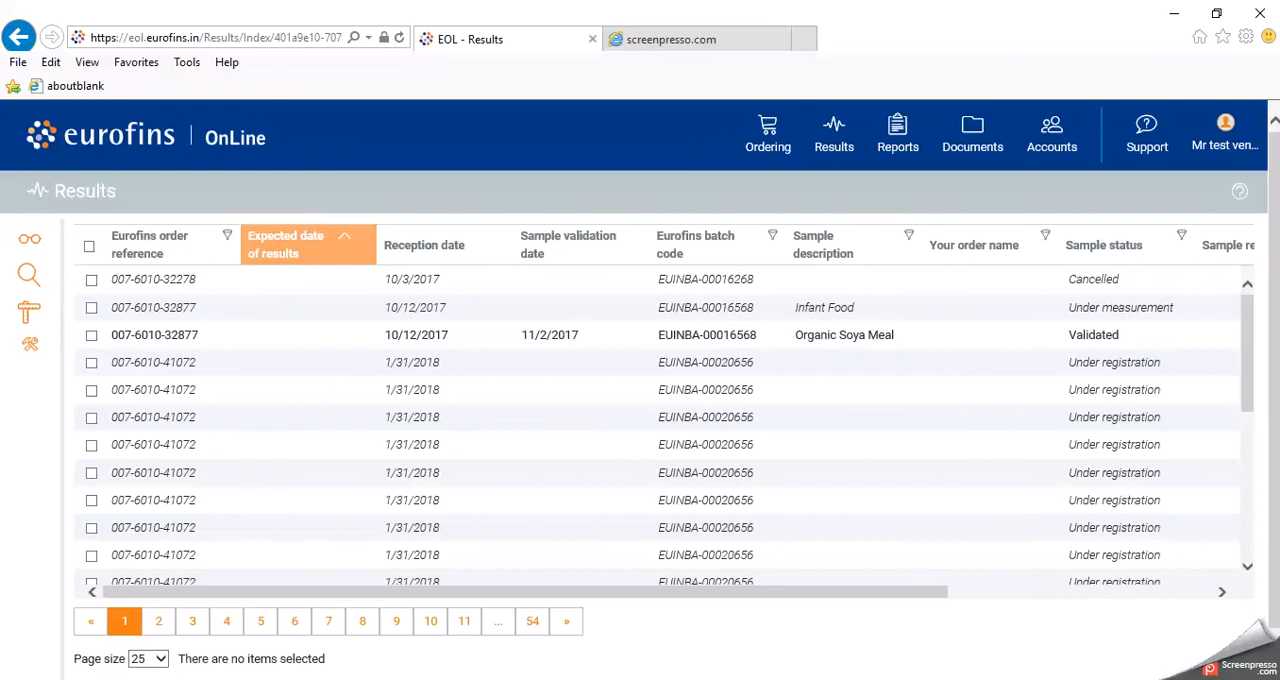 https://eol.eurofins.in/Results/Index/401a9e10-707
EOL - Results
screenpresso.com
File Edit View Favorites Tools Help
aboutblank
eurofins OnLine
Ordering Results Reports Documents Accounts Support Mr test ven...
Results
Eurofins order reference
Expected date of results
Reception date
Sample validation date
Eurofins batch code
Sample description
Your order name
Sample status
Sample re
007-6010-32278 10/3/2017 EUINBA-00016268 Cancelled
007-6010-32877 10/12/2017 EUINBA-00016568 Infant Food Under measurement
007-6010-32877 10/12/2017 11/2/2017 EUINBA-00016568 Organic Soya Meal Validated
007-6010-41072 1/31/2018 EUINBA-00020656 Under registration
007-6010-41072 1/31/2018 EUINBA-00020656 Under registration
007-6010-41072 1/31/2018 EUINBA-00020656 Under registration
007-6010-41072 1/31/2018 EUINBA-00020656 Under registration
007-6010-41072 1/31/2018 EUINBA-00020656 Under registration
007-6010-41072 1/31/2018 EUINBA-00020656 Under registration
007-6010-41072 1/31/2018 EUINBA-00020656 Under registration
007-6010-41072 1/31/2018 EUINBA-00020656 Under registration
007-6010-41072 1/31/2018 EUINBA-00020656 Under registration
« 1 2 3 4 5 6 7 8 9 10 11 ... 54 »
Page size 25 There are no items selected
Screenpresso
.com